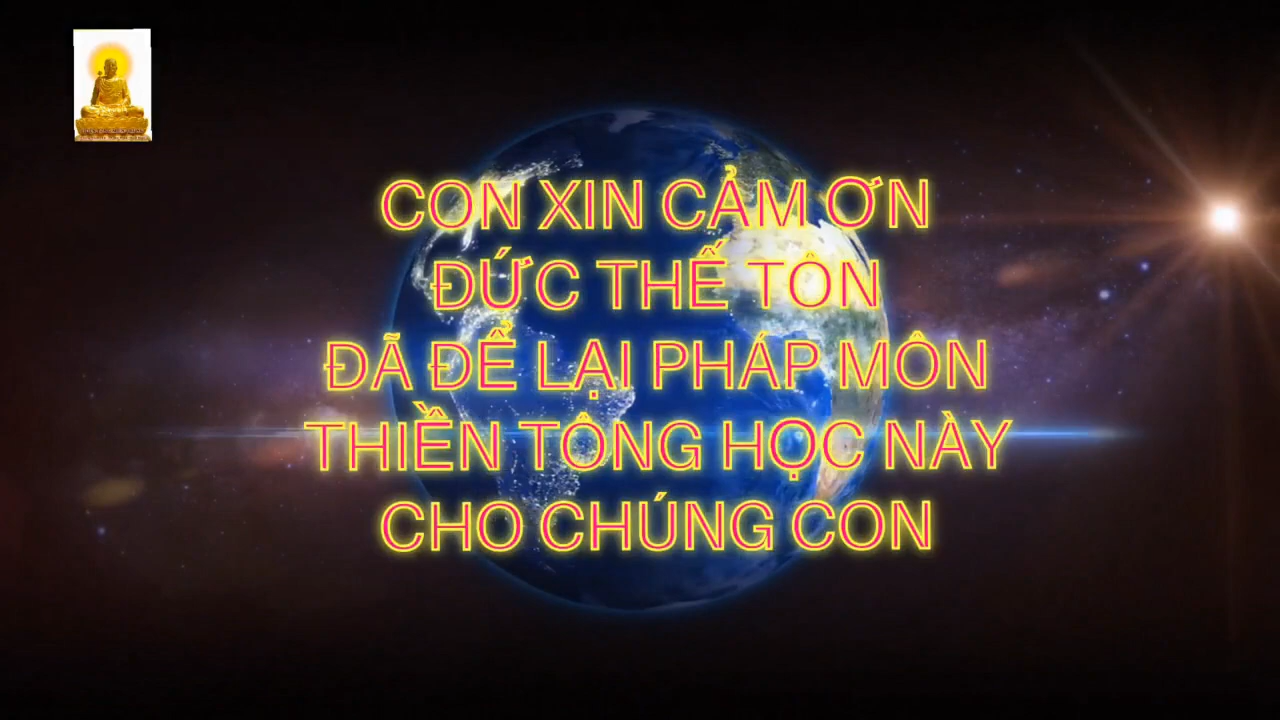 CON XIN CẢM ƠN
ĐỨC THẾ TÔN
ĐÃ ĐỂ LẠI PHÁP MÔN
THIỀN TÔNG HỌC NÀY
CHO CHÚNG CON